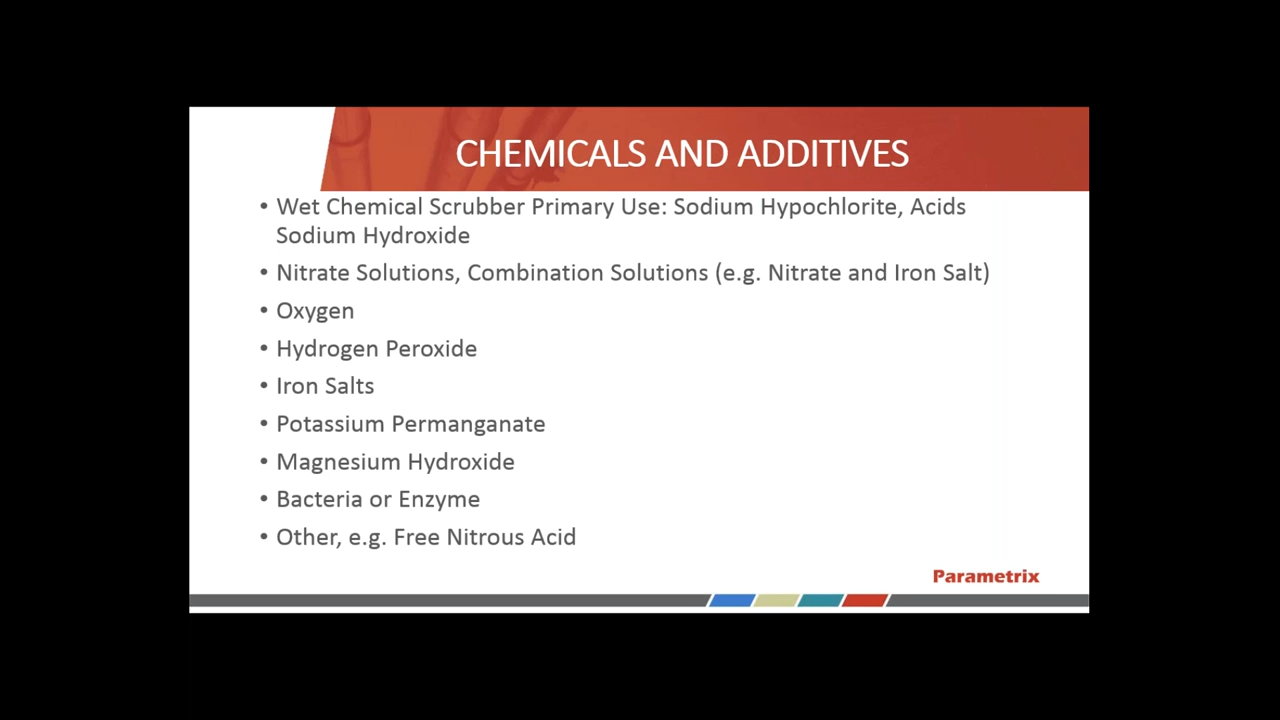 CHEMICALS AND ADDITIVES
• Wet Chemical Scrubber Primary Use: Sodium Hypochlorite, Acids
Sodium Hydroxide
• Nitrate Solutions, Combination Solutions (e.g. Nitrate and Iron Salt)
• Oxygen
• Hydrogen Peroxide
• Iron Salts
• Potassium Permanganate
• Magnesium Hydroxide
• Bacteria or Enzyme
• Other, e.g. Free Nitrous Acid
Parametrix